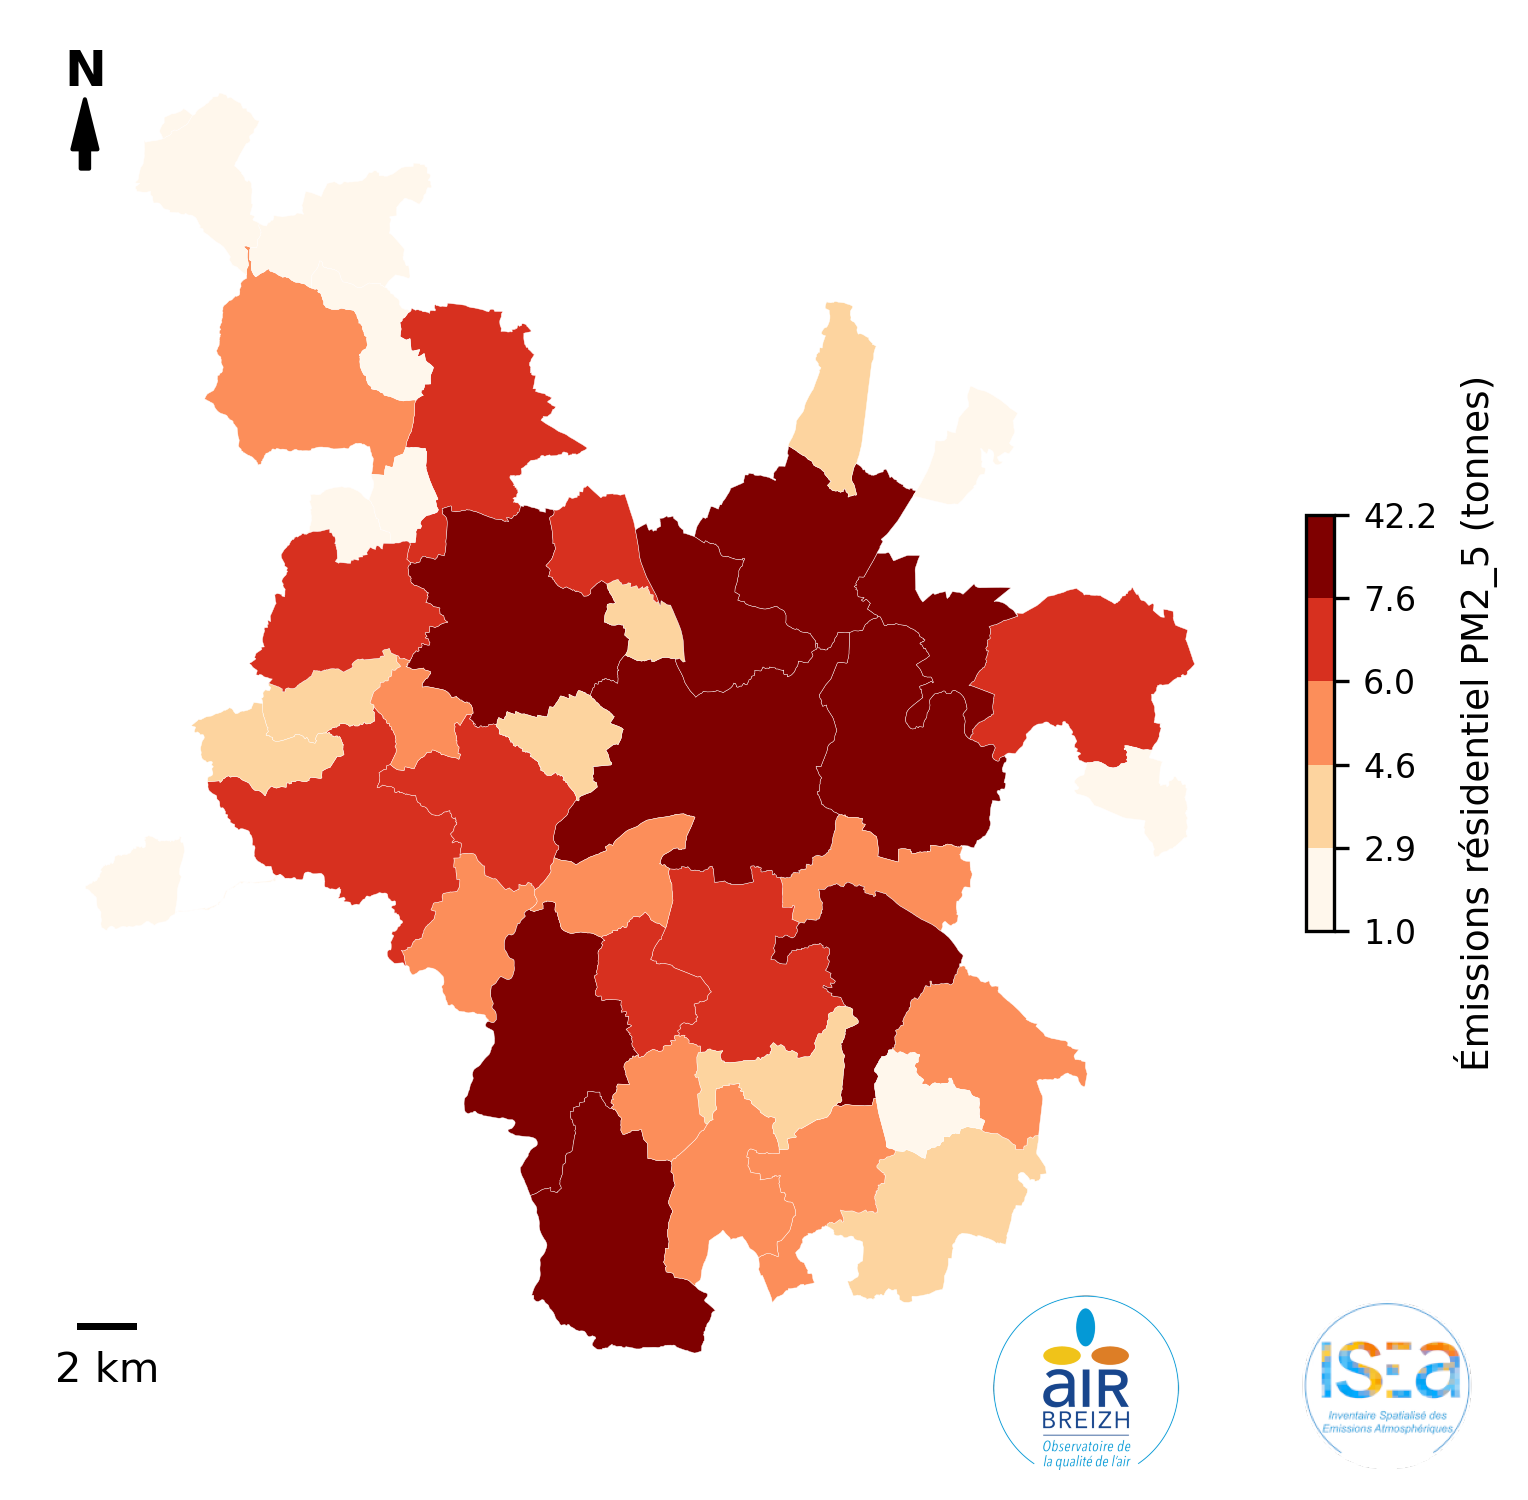 N
42.2
7.6
6.0
4.6
2.9
1.0
Émissions résidentiel PM2_5 (tonnes)
2 km
aiR
BREIZH
Observatoire de
la qualité de l'air
ISEa
Inventaire Spatialisé des
Emissions Atmosphériques